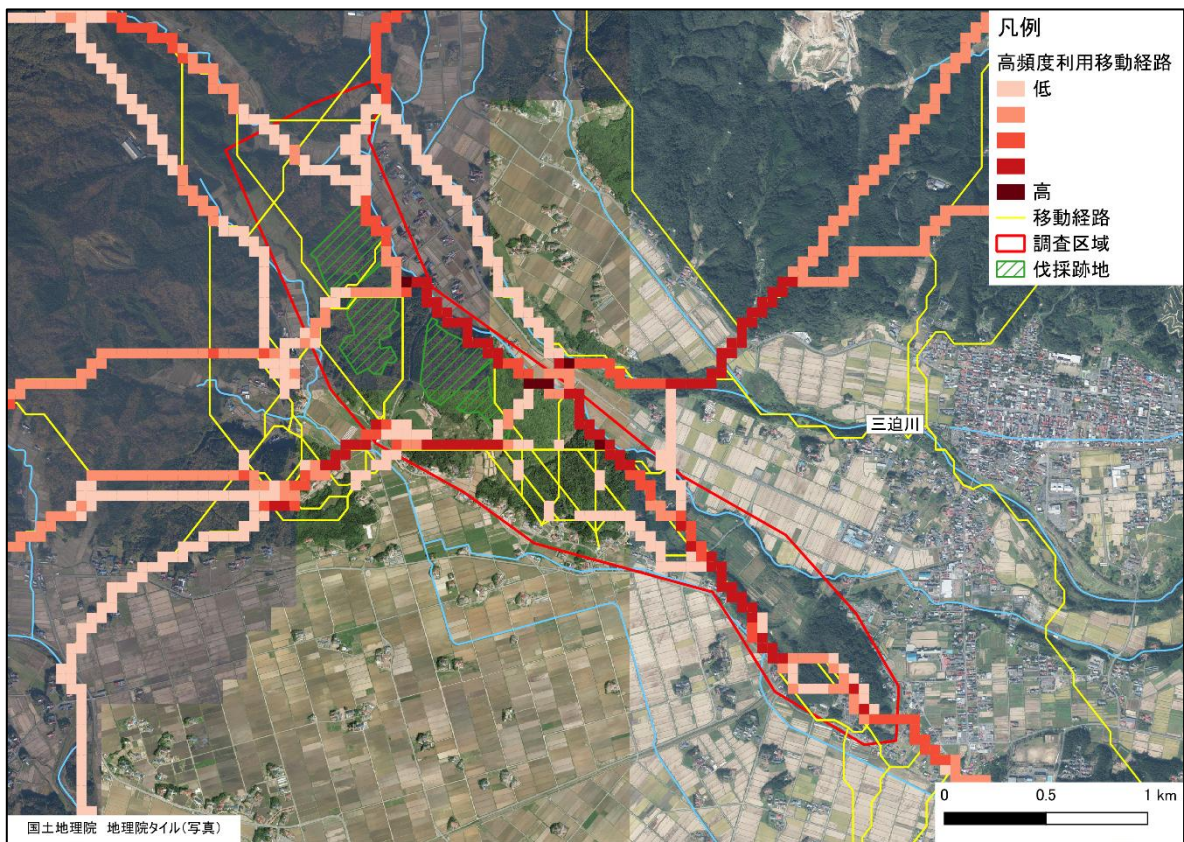 凡例
高頻度利用移動経路
低
高
移動経路
調査区域
伐採跡地
三迫川
0 0.5 1 km
国土地理院 地理院タイル(写真)